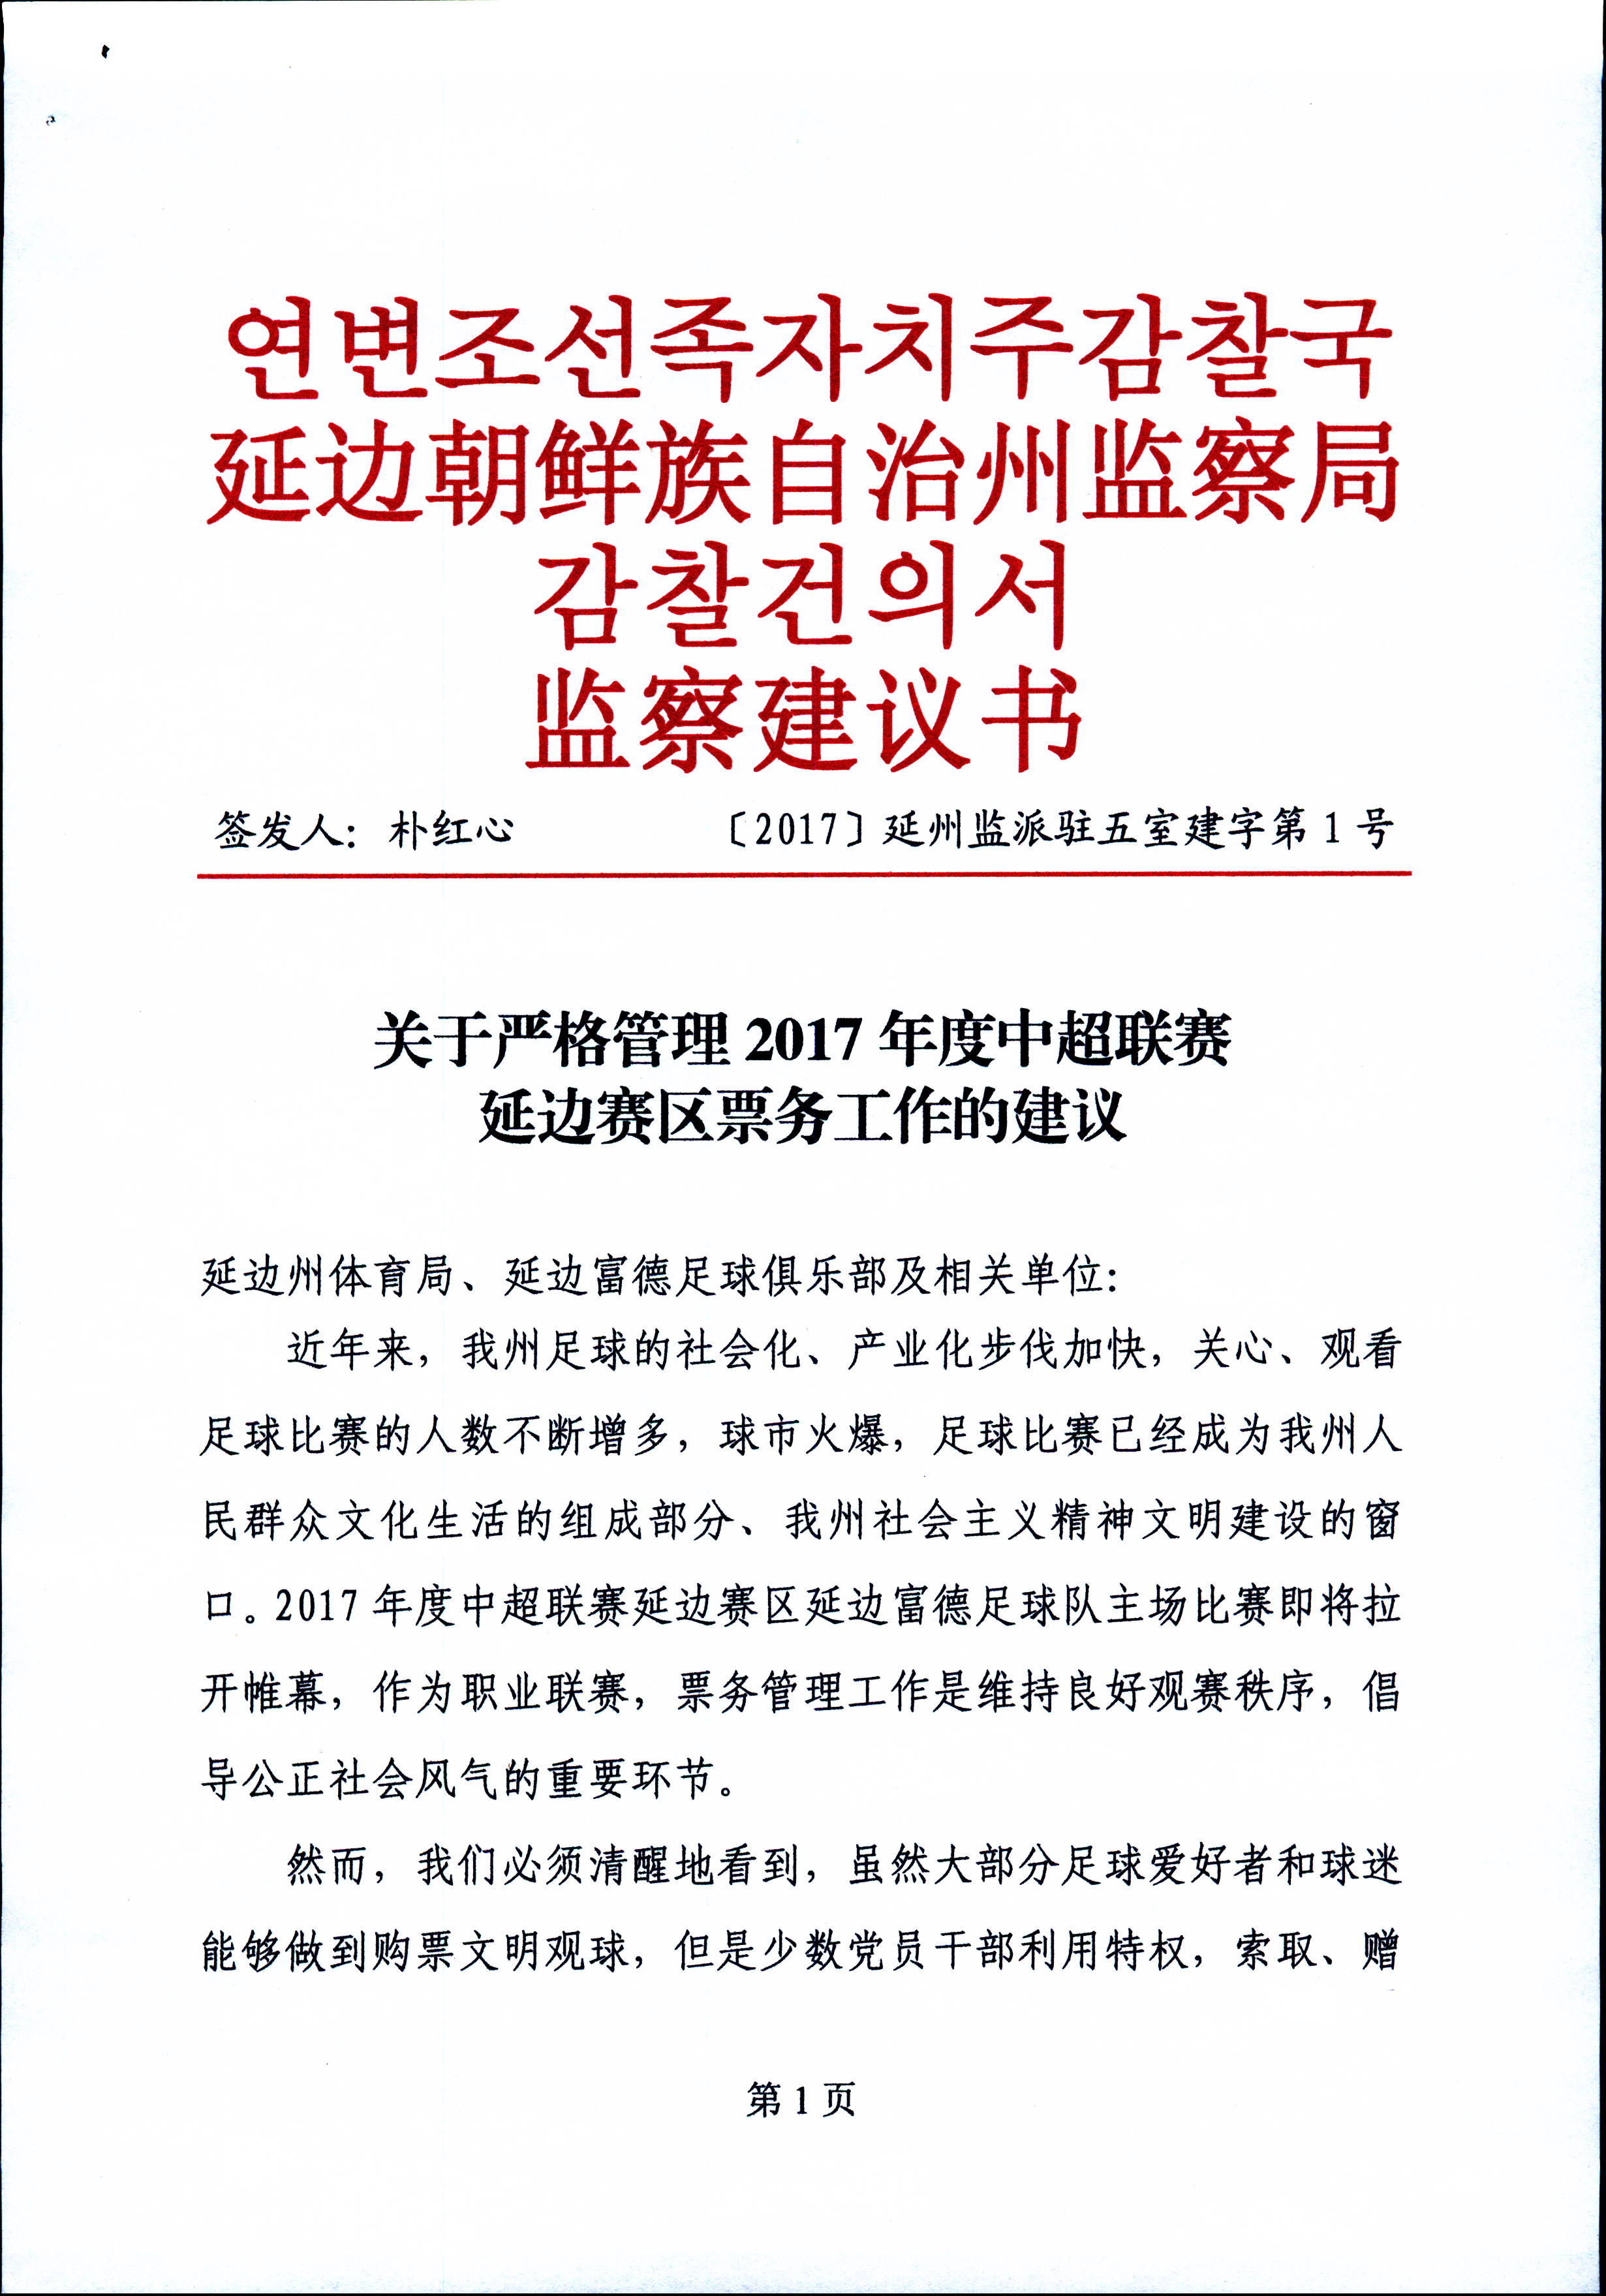 연변조선족자치주감찰국
延边朝鲜族自治州监察局
감찰건의서
监察建议书
签发人：朴红心 〔2017〕延州监派驻五室建字第 1 号
关于严格管理 2017 年度中超联赛
延边赛区票务工作的建议
延边州体育局、延边富德足球俱乐部及相关单位：
近年来，我州足球的社会化、产业化步伐加快，关心、观看
足球比赛的人数不断增多，球市火爆，足球比赛已经成为我州人
民群众文化生活的组成部分、我州社会主义精神文明建设的窗
口。2017 年度中超联赛延边赛区延边富德足球队主场比赛即将拉
开帷幕，作为职业联赛，票务管理工作是维持良好观赛秩序，倡
导公正社会风气的重要环节。
然而，我们必须清醒地看到，虽然大部分足球爱好者和球迷
能够做到购票文明观球，但是少数党员干部利用特权，索取、赠
第 1 页